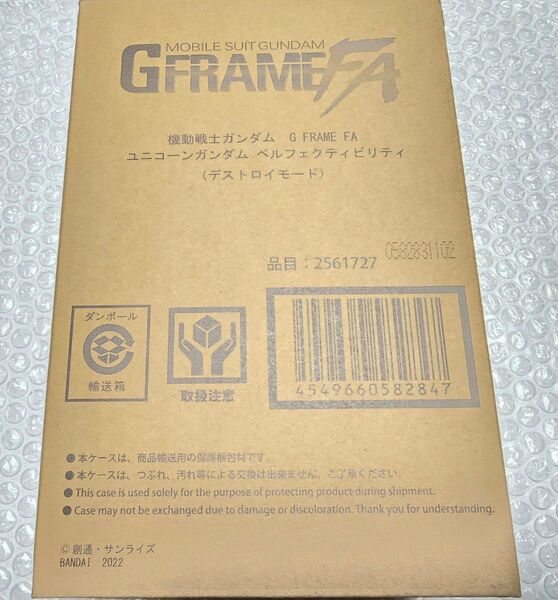 MOBILE SUIT GUNDAM
GFRAMEFA
機動戦士ガンダム G FRAME FA
ユニコーンガンダム ペルフェクティビリティ
(デストロイモード)
品目:2561727
0582831102
ダンボール
輸送箱
取扱注意
4549660582847
●本ケースは、商品輸送用の保護梱包材です。
●本ケースは、つぶれ、汚れ等による交換は出来ません。ご了承ください。
●This case is used solely for the purpose of protecting product during shipment.
●Case may not be exchanged due to damage or discoloration. Thank you for understanding.
©創通・サンライズ
BANDAI 2022